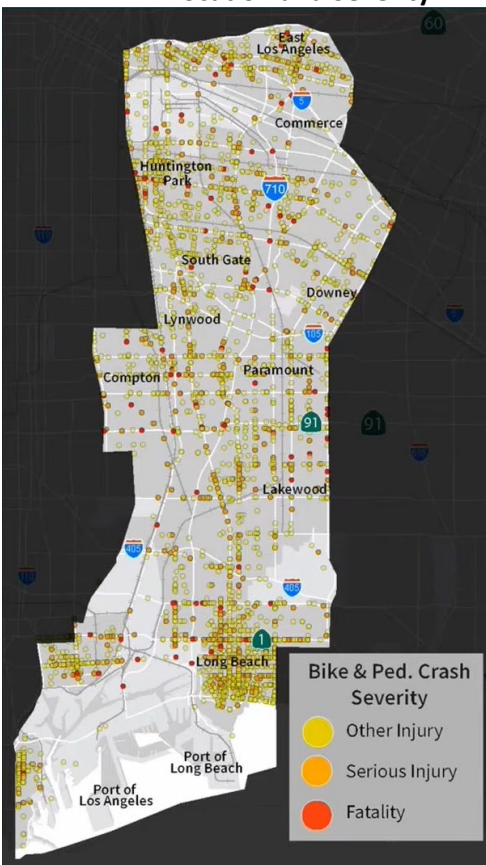 60
East
Los Angeles
5
Commerce
Huntington
Park
710
South Gate
Downey
Lynwood
105
Compton
Paramount
91
91
Lakewood
405
405
1
Long Beach
Bike & Ped. Crash
Severity
Other Injury
Serious Injury
Fatality
Port of
Long Beach
Port of
Los Angeles